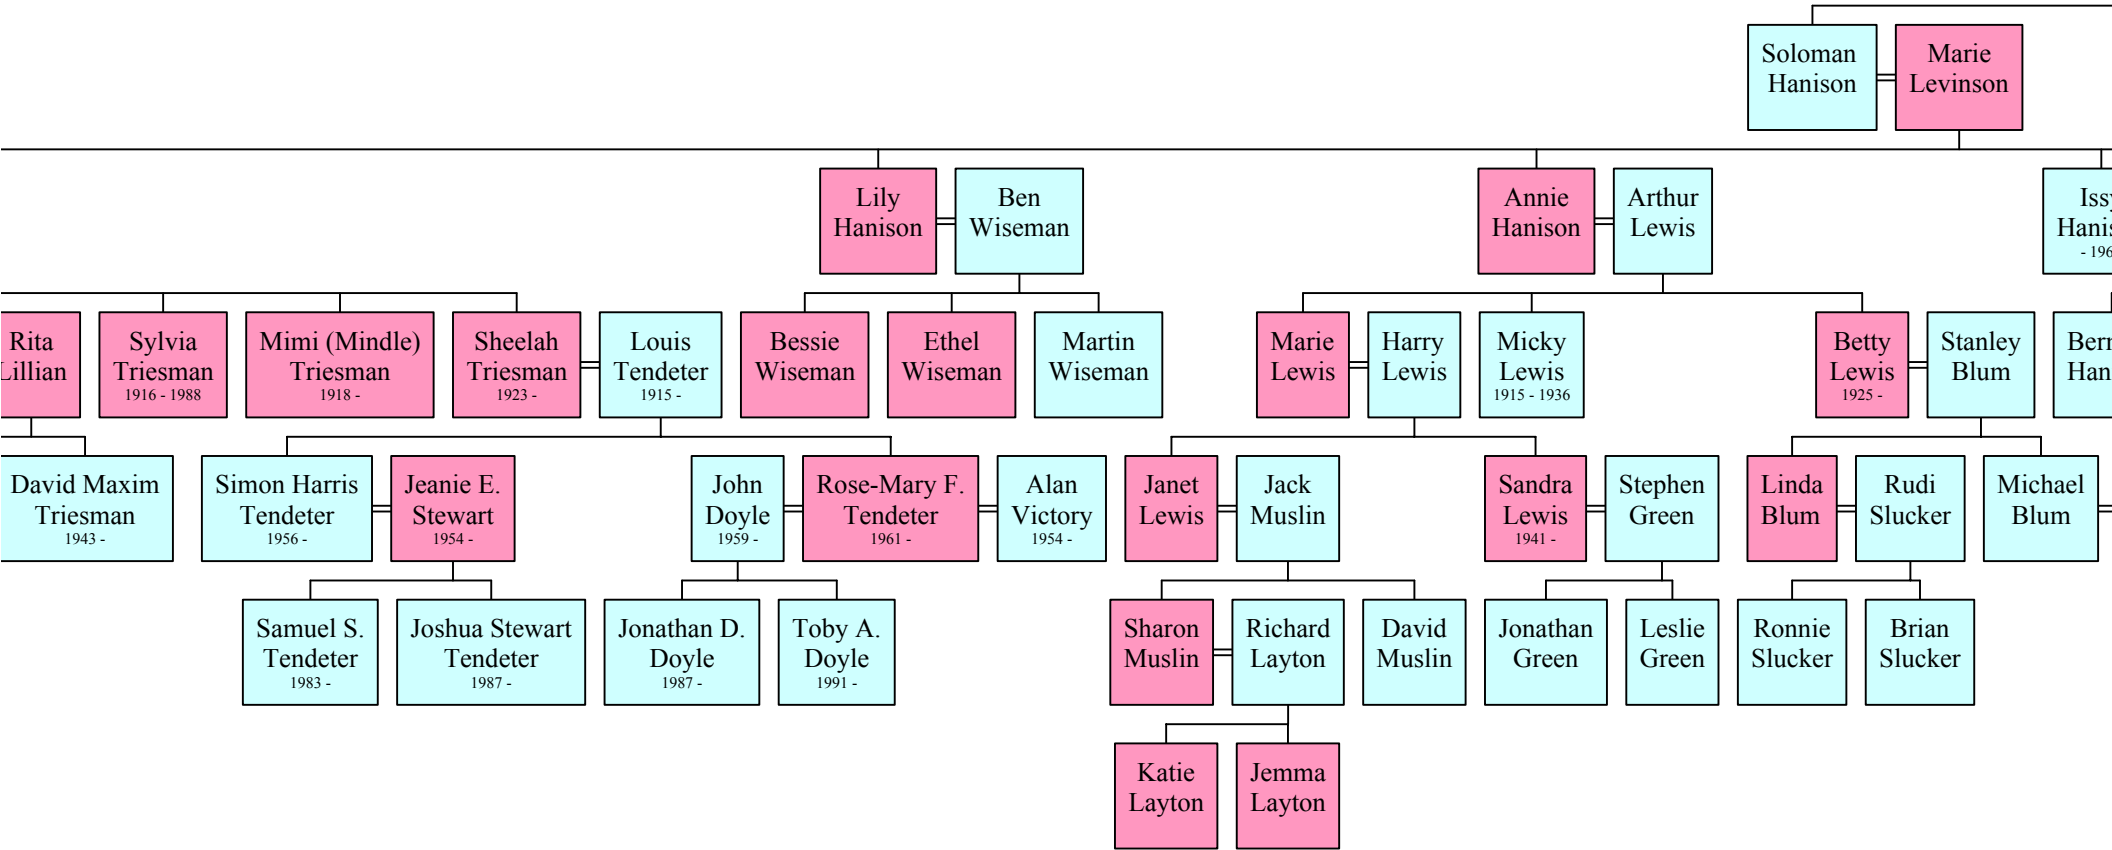 Soloman
Hanison
Marie
Levinson
Lily
Hanison
Ben
Wiseman
Annie
Hanison
Arthur
Lewis
- 196
Rita
Lillian
Sylvia
Triesman
1916 - 1988
Mimi (Mindle)
Triesman
1918 -
Sheelah
Triesman
1923 -
Louis
Tendeter
1915 -
Bessie
Wiseman
Ethel
Wiseman
Martin
Wiseman
Marie
Lewis
Harry
Lewis
Micky
Lewis
1915 - 1936
Betty
Lewis
1925 -
Stanley
Blum
Han
David Maxim
Triesman
1943 -
Simon Harris
Tendeter
1956 -
Jeanie E.
Stewart
1954 -
John
Doyle
1959 -
Rose-Mary F.
Tendeter
1961 -
Alan
Victory
1954 -
Janet
Lewis
Jack
Muslin
Sandra
Lewis
1941 -
Stephen
Green
Linda
Blum
Rudi
Slucker
Michael
Blum
Samuel S.
Tendeter
1983 -
Joshua Stewart
Tendeter
1987 -
Jonathan D.
Doyle
1987 -
Toby A.
Doyle
1991 -
Sharon
Muslin
Richard
Layton
David
Muslin
Jonathan
Green
Leslie
Green
Ronnie
Slucker
Brian
Slucker
Katie
Layton
Jemma
Layton